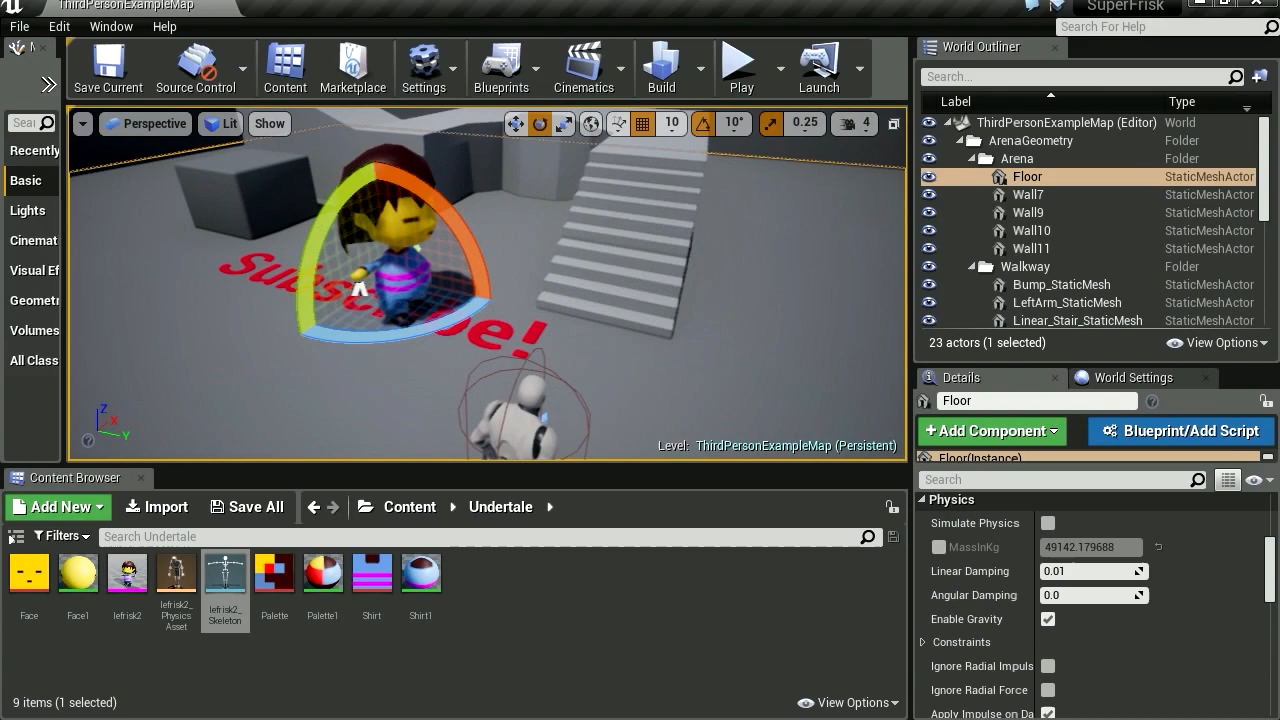 ThirdPersonExampleMap
SuperFrisk
File Edit Window Help
Search For Help
Save Current Source Control Content Marketplace Settings Blueprints Cinematics Build Play Launch
World Outliner
Search...
Label Type
ThirdPersonExampleMap (Editor) World
ArenaGeometry Folder
Arena Folder
Floor StaticMeshActor
Wall7 StaticMeshActor
Wall9 StaticMeshActor
Wall10 StaticMeshActor
Wall11 StaticMeshActor
Walkway Folder
Bump_StaticMesh StaticMeshActor
LeftArm_StaticMesh StaticMeshActor
Linear_Stair_StaticMesh StaticMeshActor
23 actors (1 selected) View Options
Sear
Recently
Basic
Lights
Cinemat
Visual Ef
Geometr
Volumes
All Class
Perspective Lit Show 10 10° 0.25 4
Subscribe!
Z
X
Y
Level: ThirdPersonExampleMap (Persistent)
Details World Settings
Floor
+Add Component Blueprint/Add Script
Floor(Instance)
Search
Physics
Simulate Physics
MassInKg 49142.179688
Linear Damping 0.01
Angular Damping 0.0
Enable Gravity
Constraints
Ignore Radial Impuls
Ignore Radial Force
Apply Impulse on Da
Content Browser
Add New Import Save All Content Undertale
Filters Search Undertale
Face Face1 lefrisk2 lefrisk2_ Physics Asset lefrisk2_ Skeleton Palette Palette1 Shirt Shirt1
9 items (1 selected) View Options